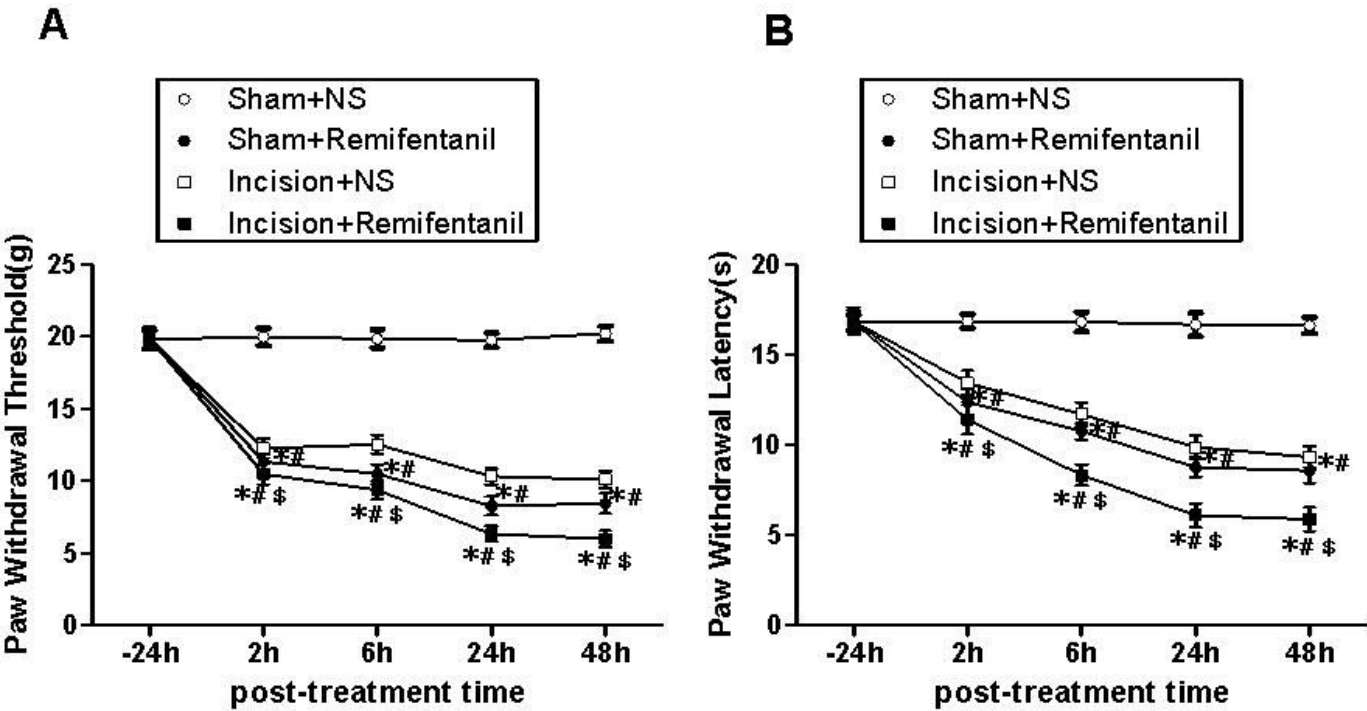 A
Sham+NS
Sham+Remifentanil
Incision+NS
Incision+Remifentanil
Paw Withdrawal Threshold(g)
25
20
15
10
5
0
*#
*#
*#
*#
*# $
*# $
*# $
*# $
-24h 2h 6h 24h 48h
post-treatment time
B
Sham+NS
Sham+Remifentanil
Incision+NS
Incision+Remifentanil
Paw Withdrawal Latency(s)
20
15
10
5
0
*#
*#
*#
*#
*# $
*# $
*# $
*# $
-24h 2h 6h 24h 48h
post-treatment time